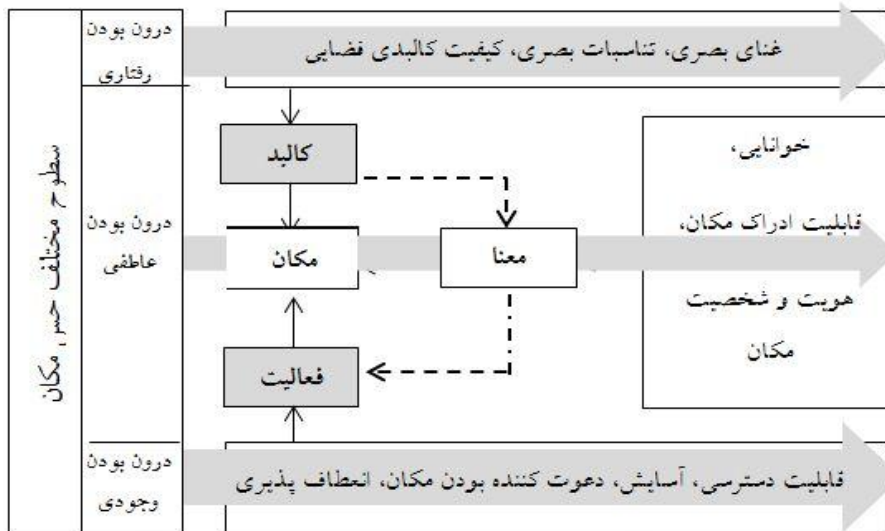 سطوح مختلف حس مکان
درون بودن
رفتاری
غنای بصری، تناسبات بصری، کیفیت کالبدی فضایی
کالبد
درون بودن
عاطفی
مکان
معنا
خوانایی،
قابلیت ادراک مکان،
هویت و شخصیت
مکان
فعالیت
درون بودن
وجودی
قابلیت دسترسی، آسایش، دعوت کننده بودن مکان، انعطاف پذیری